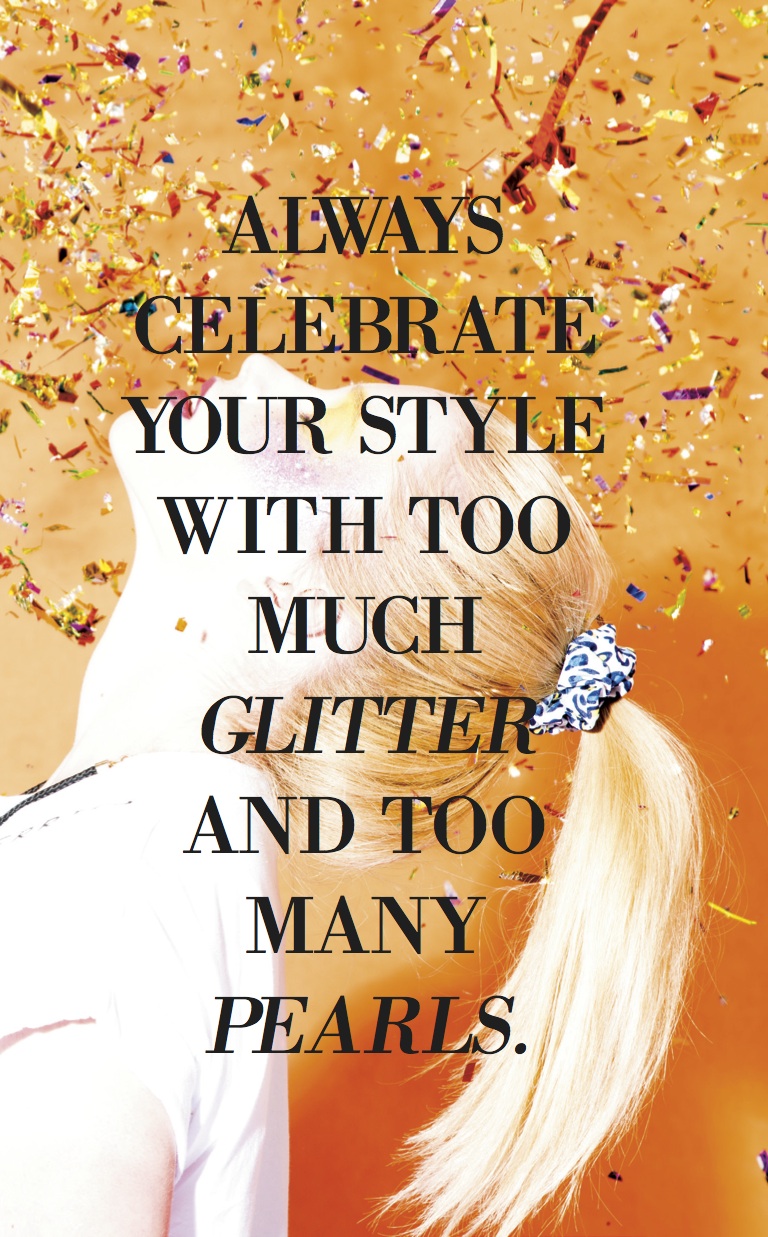 ALWAYS
CELEBRATE
YOUR STYLE
WITH TOO
MUCH
GLITTER
AND TOO
MANY
PEARLS.